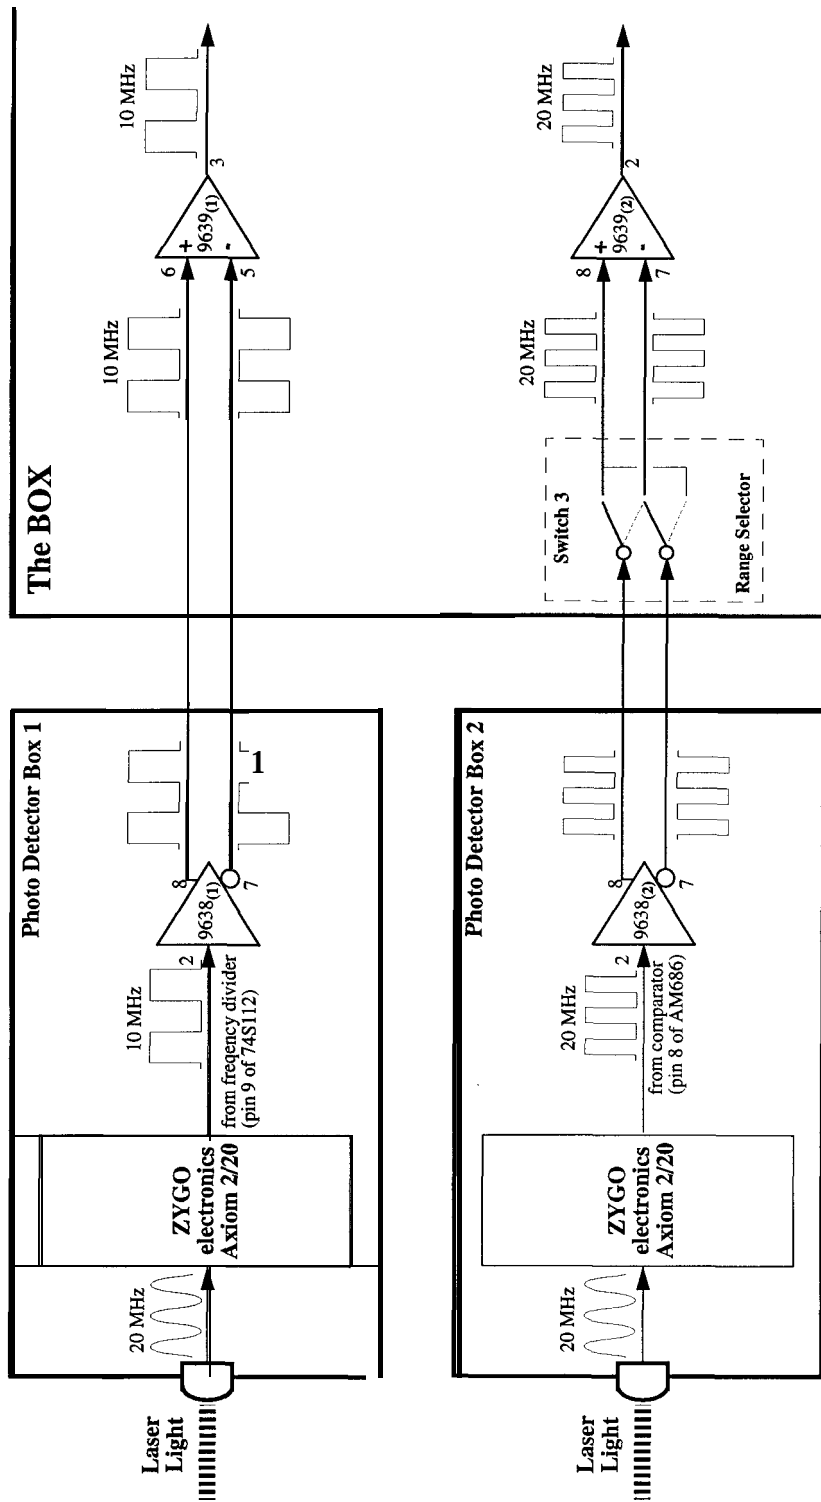 Laser
Light
20 MHz
ZYGO
electronics
Axiom 2/20
from freqency divider
(pin 9 of 74S112)
10 MHz
2
9638(1)
8
7
1
Photo Detector Box 1
The BOX
10 MHz
6
5
+
-
9639(1)
3
10 MHz
Laser
Light
20 MHz
ZYGO
electronics
Axiom 2/20
from comparator
(pin 8 of AM686)
20 MHz
2
9638(2)
8
7
Photo Detector Box 2
Switch 3
Range Selector
20 MHz
8
7
+
-
9639(2)
2
20 MHz